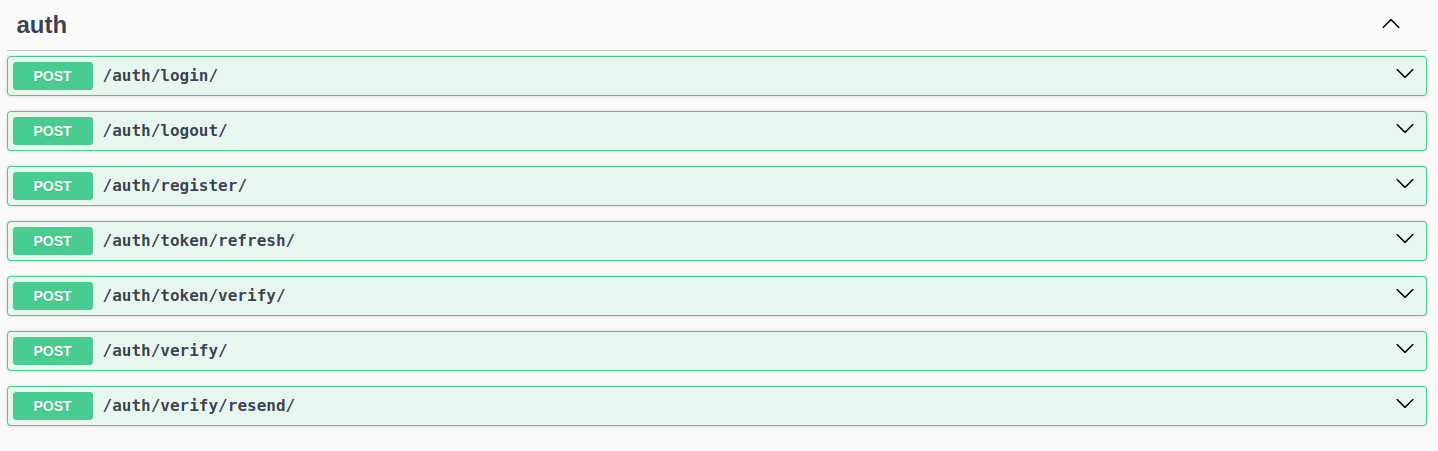 auth
POST /auth/login/
POST /auth/logout/
POST /auth/register/
POST /auth/token/refresh/
POST /auth/token/verify/
POST /auth/verify/
POST /auth/verify/resend/